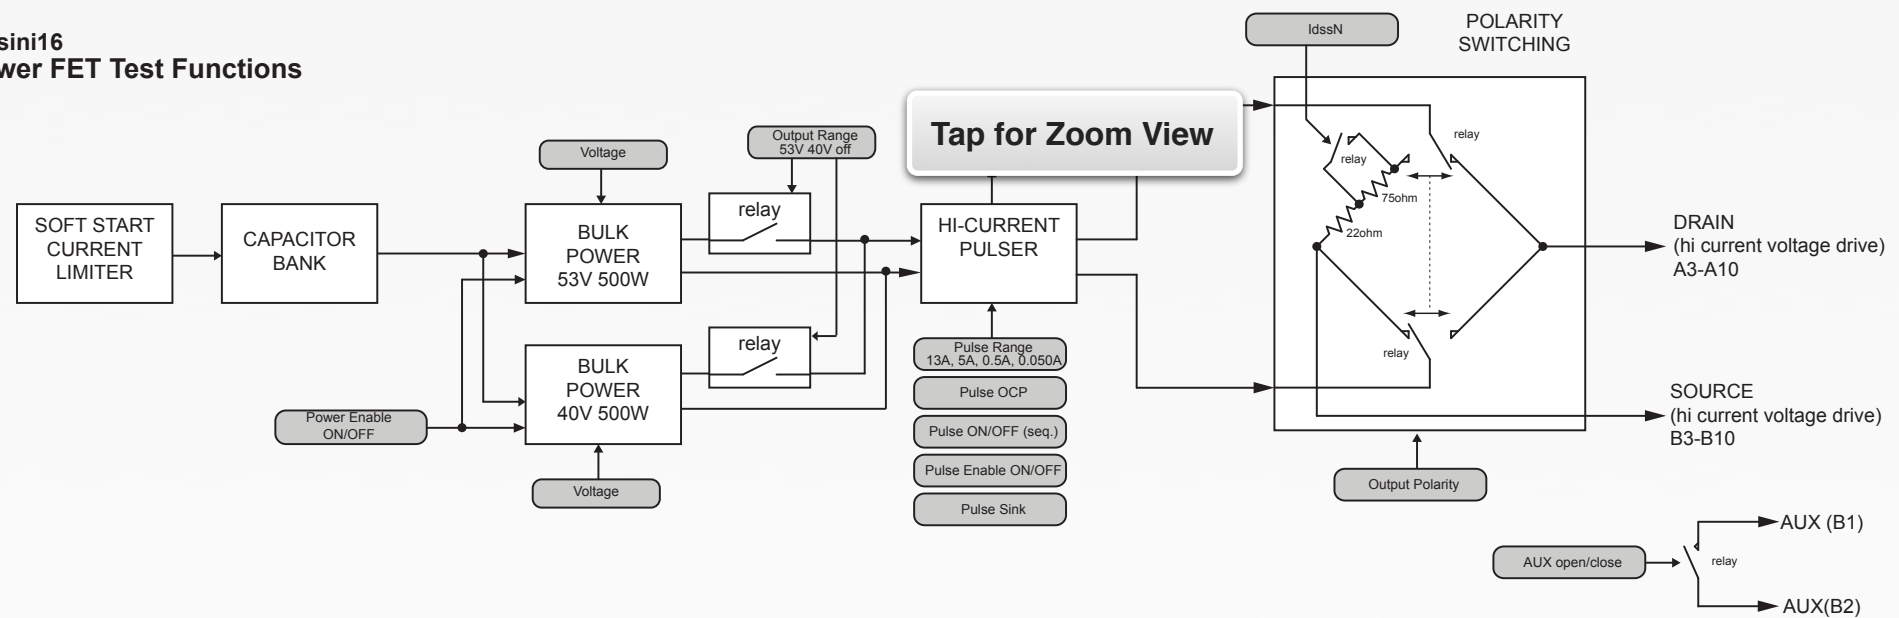 sini16
wer FET Test Functions
IdssN
POLARITY
SWITCHING
Tap for Zoom View
Output Range
53V 40V off
Voltage
relay
relay
relay
75ohm
22ohm
SOFT START
CURRENT
LIMITER
CAPACITOR
BANK
BULK
POWER
53V 500W
HI-CURRENT
PULSER
DRAIN
(hi current voltage drive)
A3-A10
relay
BULK
POWER
40V 500W
Pulse Range
13A, 5A, 0.5A, 0.050A
relay
Pulse OCP
Power Enable
ON/OFF
Pulse ON/OFF (seq.)
SOURCE
(hi current voltage drive)
B3-B10
Pulse Enable ON/OFF
Voltage
Output Polarity
Pulse Sink
AUX (B1)
AUX open/close
relay
AUX(B2)